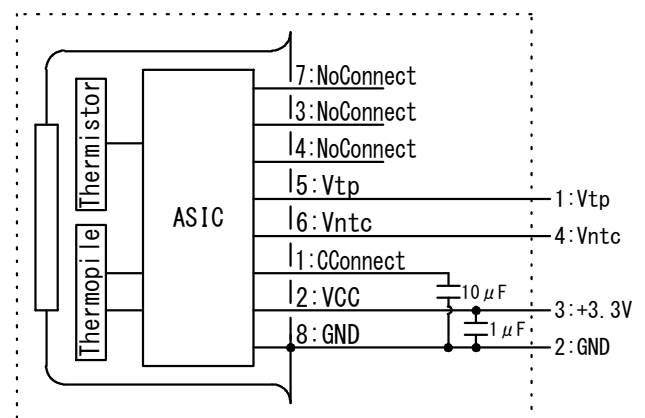 7:NoConnect
3:NoConnect
4:NoConnect
5:Vtp
1:Vtp
6:Vntc
4:Vntc
1:CConnect
10μF
2:VCC
3:+3.3V
1μF
8:GND
2:GND
ASIC
Thermistor
Thermopile